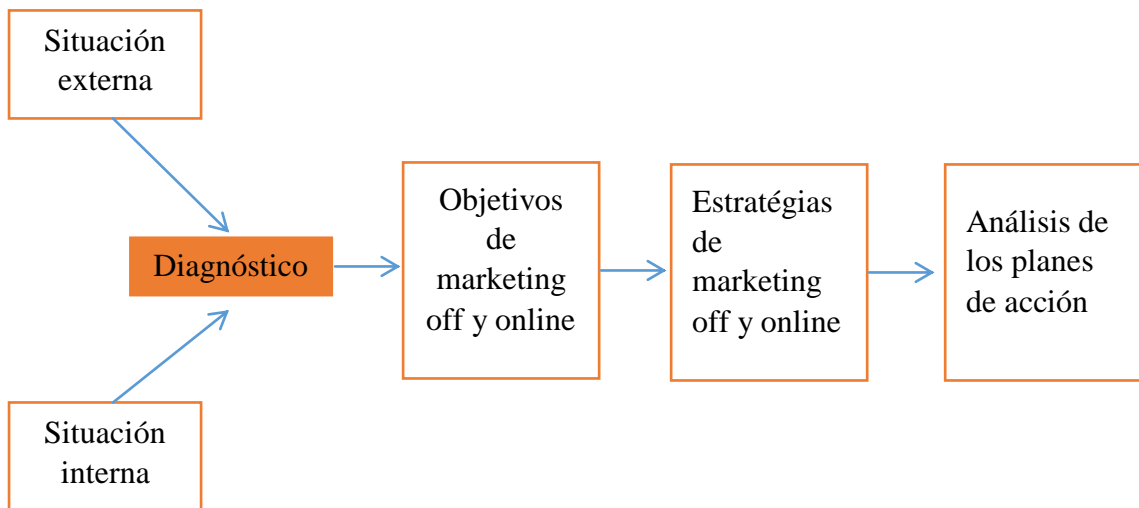 Situación
externa
Diagnóstico
Situación
interna
Objetivos
de
marketing
off y online
Estratégias
de
marketing
off y online
Análisis de
los planes
de acción